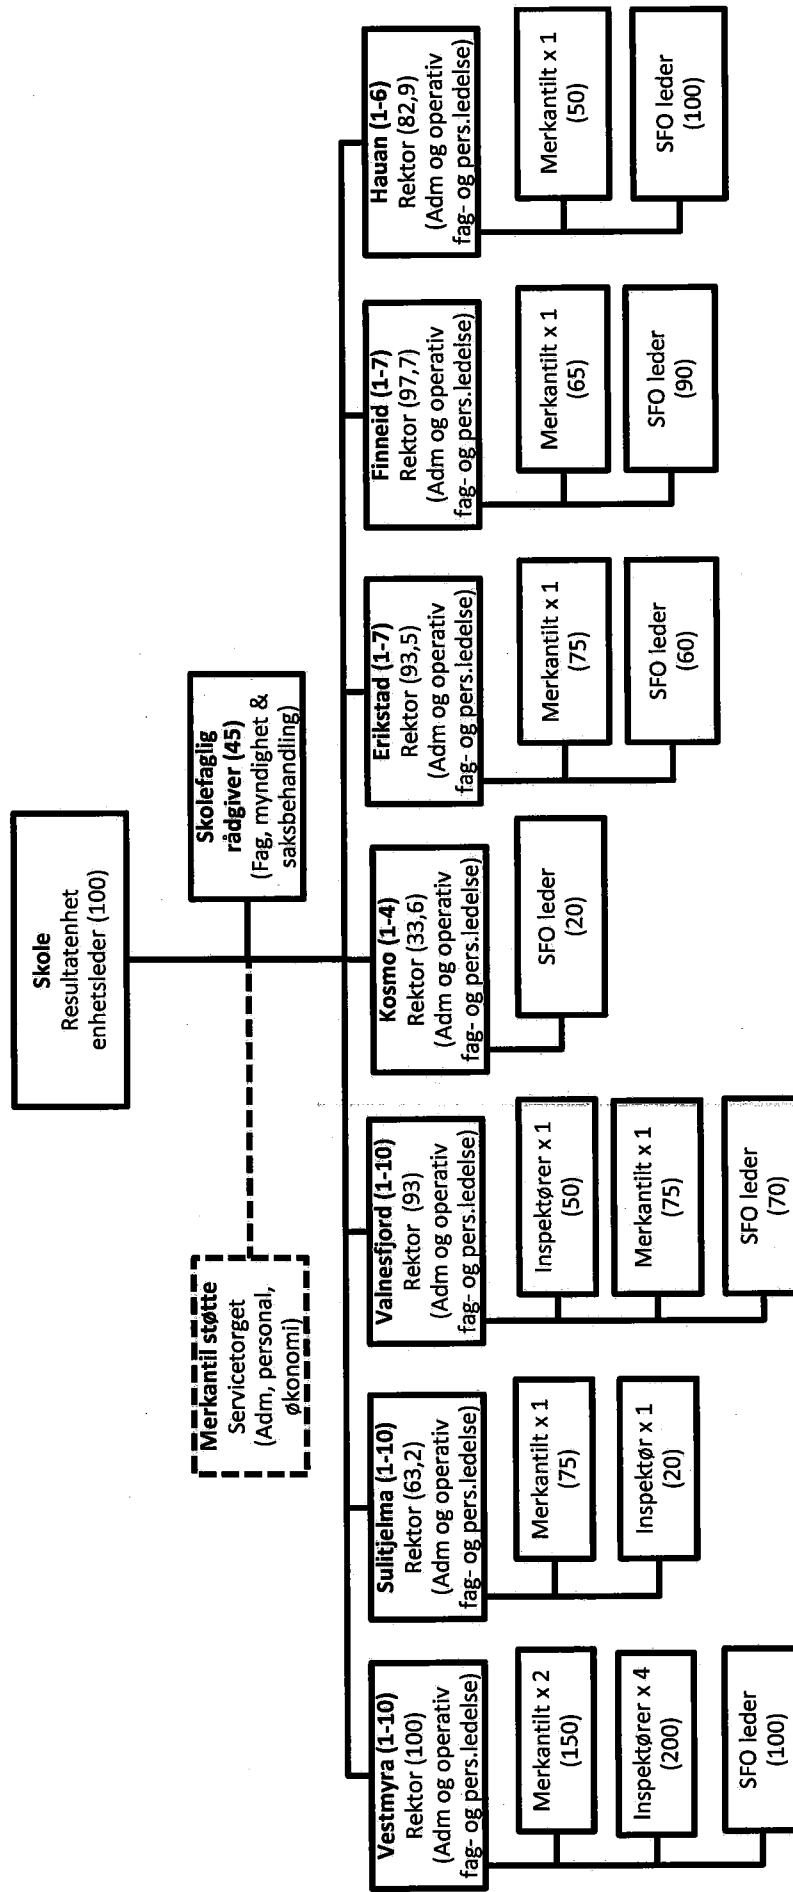 Skole
Resultatenhet
enhetsleder (100)
Merkantil støtte
Servicetorget
(Adm, personal,
økonomi)
Skolefaglig
rådgiver (45)
(Fag, myndighet &
saksbehandling)
Vestmyra (1-10)
Rektor (100)
(Adm og operativ
fag- og pers.ledelse)
Merkantilt x 2
(150)
Inspektører x 4
(200)
SFO leder
(100)
Sulitjelma (1-10)
Rektor (63,2)
(Adm og operativ
fag- og pers.ledelse)
Merkantilt x 1
(75)
Inspektør x 1
(20)
Valnesfjord (1-10)
Rektor (93)
(Adm og operativ
fag- og pers.ledelse)
Inspektører x 1
(50)
Merkantilt x 1
(75)
SFO leder
(70)
Kosmo (1-4)
Rektor (33,6)
(Adm og operativ
fag- og pers.ledelse)
SFO leder
(20)
Erikstad (1-7)
Rektor (93,5)
(Adm og operativ
fag- og pers.ledelse)
Merkantilt x 1
(75)
SFO leder
(60)
Finneid (1-7)
Rektor (97,7)
(Adm og operativ
fag- og pers.ledelse)
Merkantilt x 1
(65)
SFO leder
(90)
Hauan (1-6)
Rektor (82,9)
(Adm og operativ
fag- og pers.ledelse)
Merkantilt x 1
(50)
SFO leder
(100)